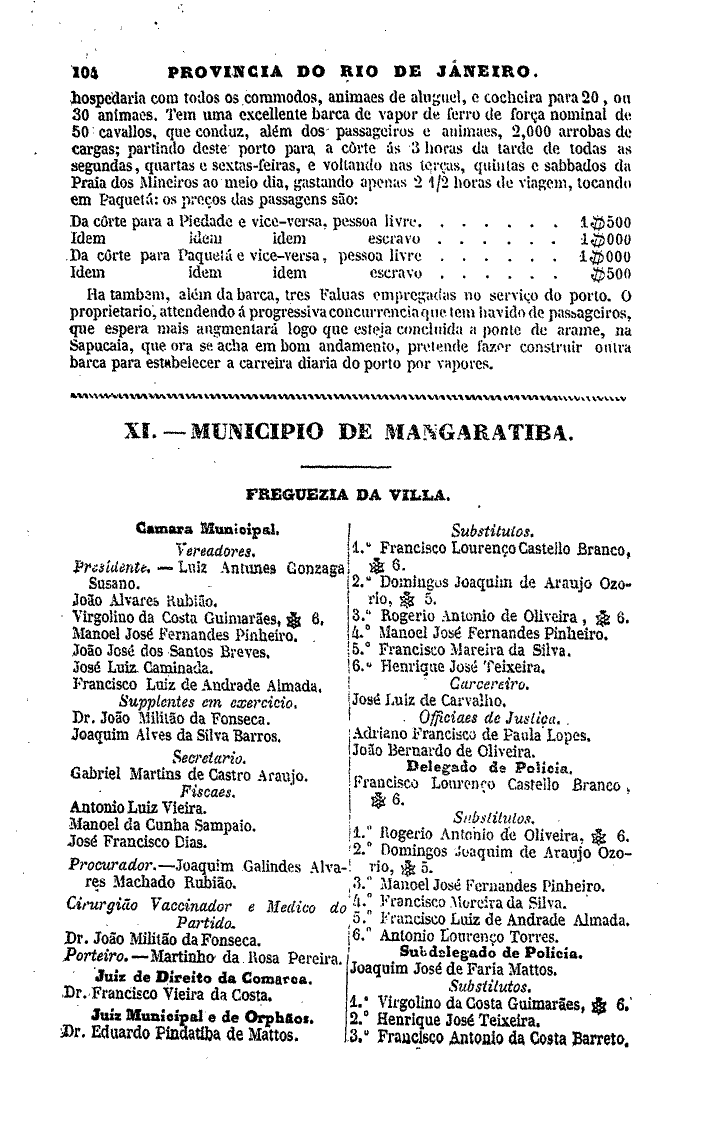 104 PROVINCIA DO RIO DE JANEIRO.
hospedaria com todos os commodos, animaes de aluguel, e cocheira para 20, ou
30 animaes. Tem uma excellente barca de vapor de ferro de força nominal de
50 cavallos, que conduz, além dos passageiros e animaes, 2,000 arrobas de
cargas; partindo deste porto para a côrte ás 3 horas da tarde de todas as
segundas, quartas e sextas-feiras, e voltando nas terças, quintas e sabbados da
Praia dos Mineiros ao meio dia, gastando apenas 2 1/2 horas de viagem, tocando
em Paquetá: os preços das passagens são:
Da côrte para a Piedade e vice-versa, pessoa livre. . . . . . . 1$500
Idem idem idem escravo . . . . . . 1$000
Da côrte para Paquetá e vice-versa, pessoa livre . . . . . . 1$000
Idem idem idem escravo . . . . . . $500
Ha tambem, além da barca, tres Faluas empregadas no serviço do porto. O
proprietario, attendendo á progressiva concurrencia que tem havido de passageiros,
que espera mais augmentará logo que esteja concluida a ponte de arame, na
Sapucaia, que ora se acha em bom andamento, pretende fazer construir outra
barca para estabelecer a carreira diaria do porto por vapores.
XI. — MUNICIPIO DE MANGARATIBA.
FREGUEZIA DA VILLA.
Camara Municipal.
Vereadores.
Presidente. — Luiz Antunes Gonzaga
Susano.
João Alvares Rubião.
Virgolino da Costa Guimarães, 6.
Manoel José Fernandes Pinheiro.
João José dos Santos Breves.
José Luiz Caminada.
Francisco Luiz de Andrade Almada.
Supplentes em exercicio.
Dr. João Militão da Fonseca.
Joaquim Alves da Silva Barros.
Secretario.
Gabriel Martins de Castro Araujo.
Fiscaes.
Antonio Luiz Vieira.
Manoel da Cunha Sampaio.
José Francisco Dias.
Procurador.—Joaquim Galindes Alva-
res Machado Rubião.
Cirurgião Vaccinador e Medico do
Partido.
Dr. João Militão da Fonseca.
Porteiro.—Martinho da Rosa Pereira.
Juiz de Direito da Comarca.
Dr. Francisco Vieira da Costa.
Juiz Municipal e de Orphãos.
Dr. Eduardo Pindatiba de Mattos.
Substitutos.
1.º Francisco Lourenço Castello Branco,
6.
2.º Domingos Joaquim de Araujo Ozo-
rio, 5.
3.º Rogerio Antonio de Oliveira, 6.
4.º Manoel José Fernandes Pinheiro.
5.º Francisco Mareira da Silva.
6.º Henrique José Teixeira.
Carcereiro.
José Luiz de Carvalho.
Officiaes de Justiça.
Adriano Francisco de Paula Lopes.
João Bernardo de Oliveira.
Delegado de Policia.
Francisco Lourenço Castello Branco,
6.
Substitutos.
1.º Rogerio Antonio de Oliveira, 6.
2.º Domingos Joaquim de Araujo Ozo-
rio, 5.
3.º Manoel José Fernandes Pinheiro.
4.º Francisco Moreira da Silva.
5.º Francisco Luiz de Andrade Almada.
6.º Antonio Lourenço Torres.
Subdelegado de Policia.
Joaquim José de Faria Mattos.
Substitutos.
1.º Virgolino da Costa Guimarães, 6.
2.º Henrique José Teixeira.
3.º Francisco Antonio da Costa Barreto.